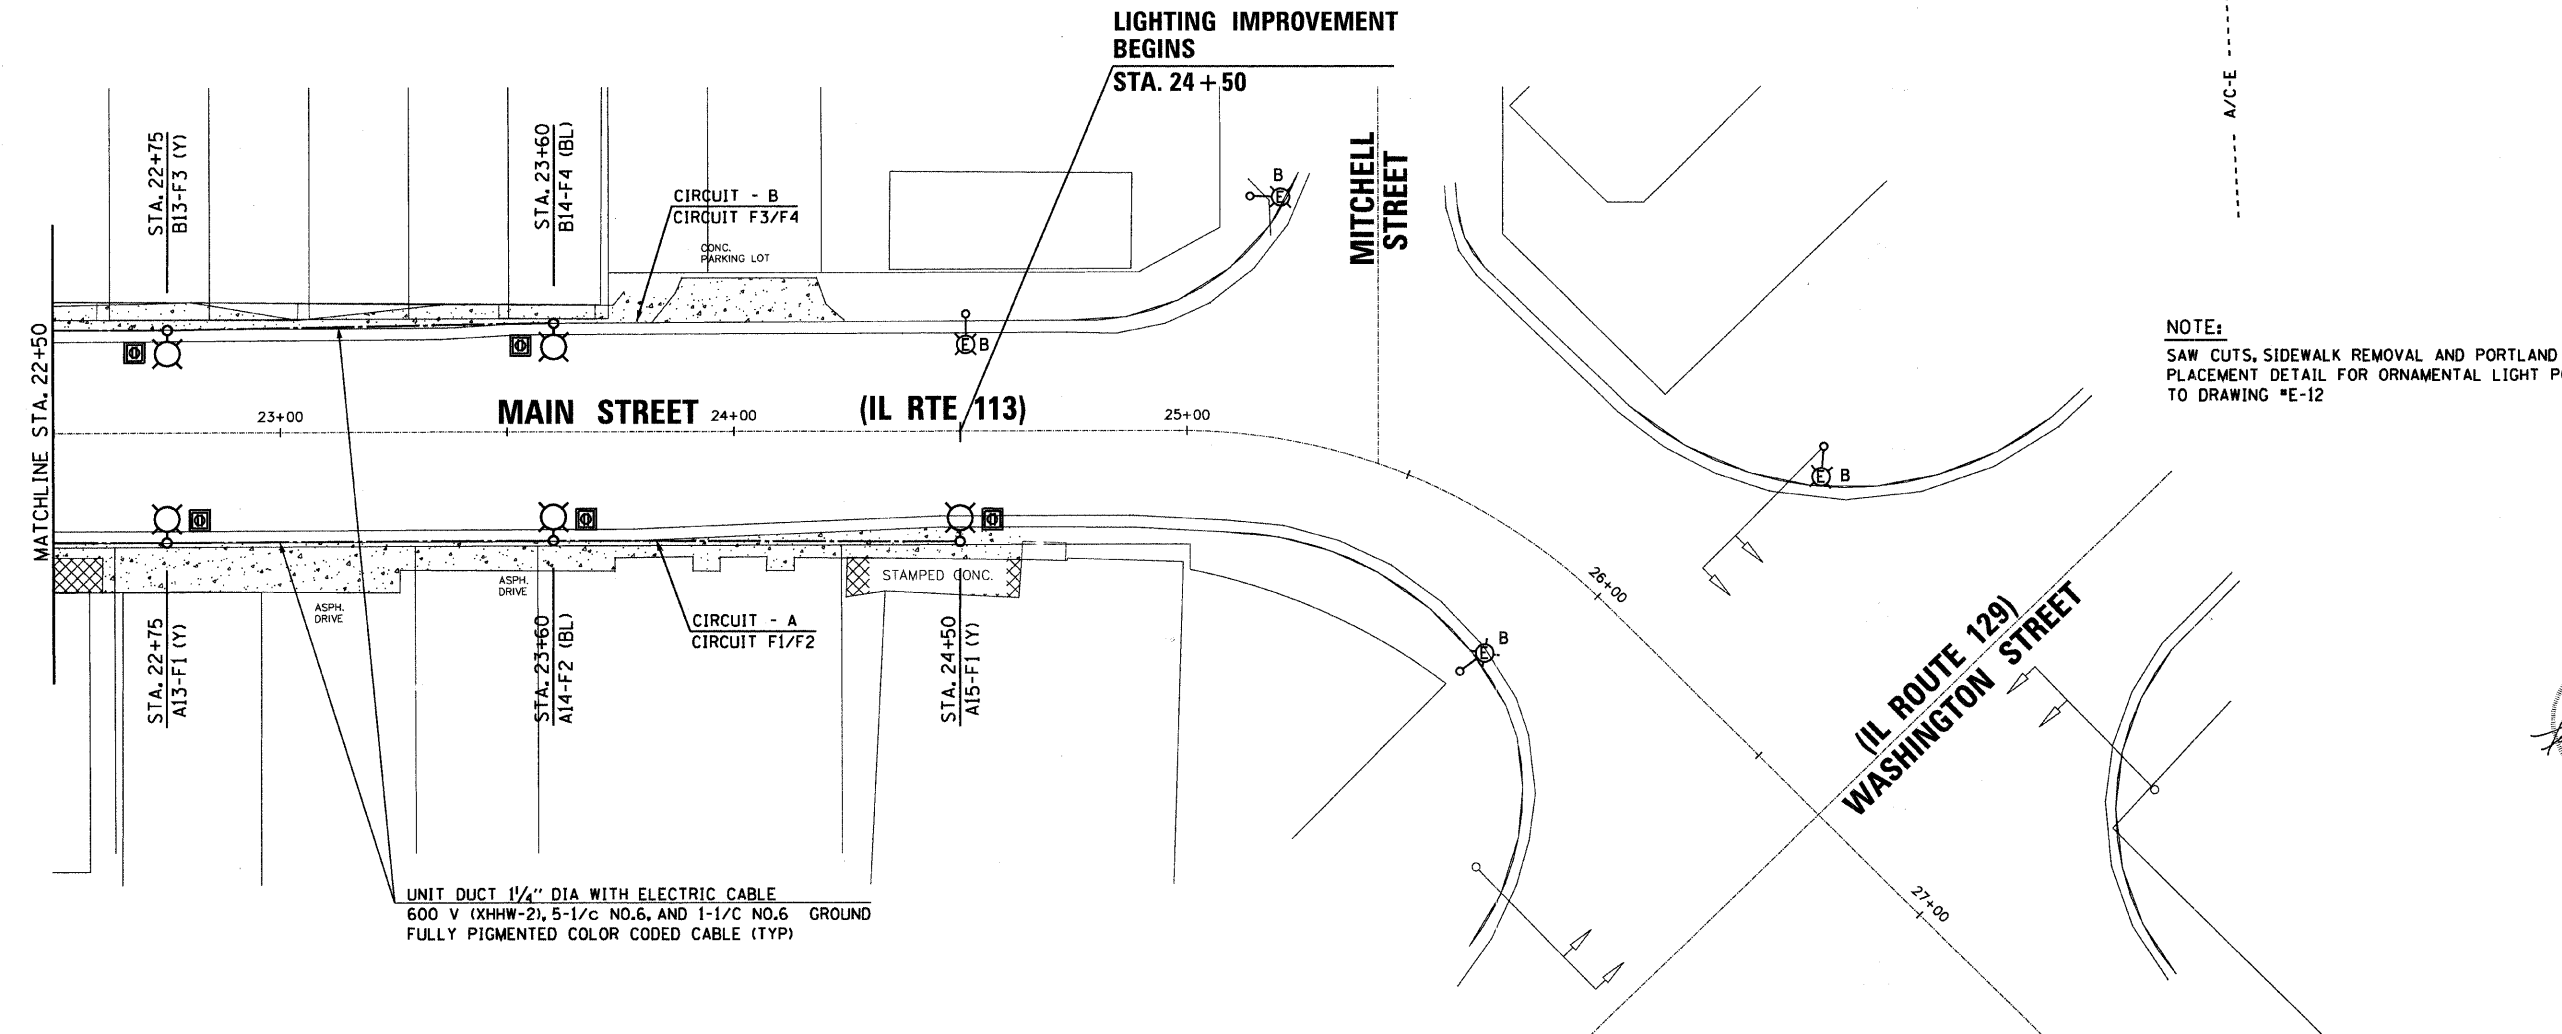 LIGHTING IMPROVEMENT
BEGINS
STA. 24+50
A/C-E
STA. 22+75
B13-F3 (Y)
STA. 23+60
B14-F4 (BL)
CIRCUIT - B
CIRCUIT F3/F4
CONC.
PARKING LOT
MITCHELL
STREET
B
E
E B
MATCHLINE STA. 22+50
NOTE:
SAW CUTS, SIDEWALK REMOVAL AND PORTLAND
PLACEMENT DETAIL FOR ORNAMENTAL LIGHT
TO DRAWING #E-12
23+00
MAIN STREET
24+00
(IL RTE 113)
25+00
E B
26+00
STAMPED CONC.
ASPH.
DRIVE
ASPH.
DRIVE
CIRCUIT - A
CIRCUIT F1/F2
STA. 22+75
A13-F1 (Y)
STA. 23+60
A14-F2 (BL)
STA. 24+50
A15-F1 (Y)
B
E
(IL ROUTE 129)
WASHINGTON STREET
27+00
UNIT DUCT 1 1/4" DIA WITH ELECTRIC CABLE
600 V (XHHW-2), 5-1/c NO.6, AND 1-1/C NO.6 GROUND
FULLY PIGMENTED COLOR CODED CABLE (TYP)